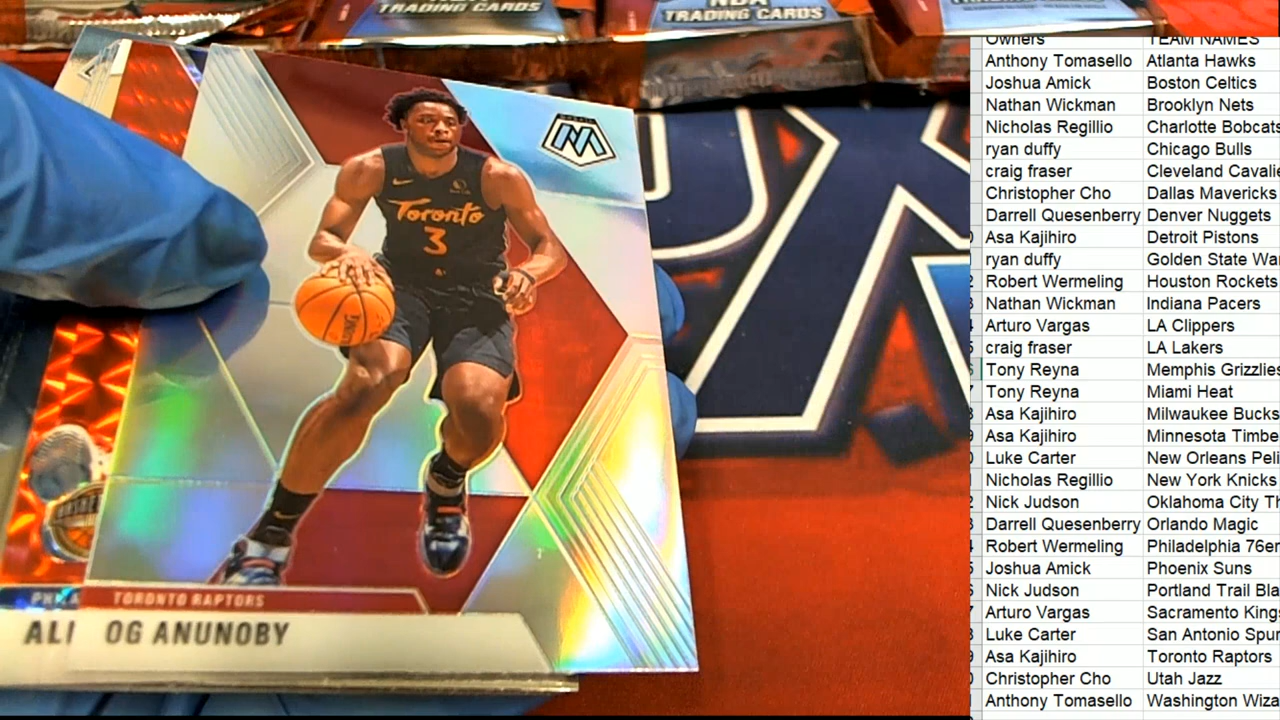 TRADING CARDS
NBA
TRADING CARDS
Toronto
3
TORONTO RAPTORS
ALI OG ANUNOBY
Owners TEAM NAMES
Anthony Tomasello Atlanta Hawks
Joshua Amick Boston Celtics
Nathan Wickman Brooklyn Nets
Nicholas Regillio Charlotte Bobcats
ryan duffy Chicago Bulls
craig fraser Cleveland Cavalie
Christopher Cho Dallas Mavericks
Darrell Quesenberry Denver Nuggets
Asa Kajihiro Detroit Pistons
ryan duffy Golden State Wa
Robert Wermeling Houston Rockets
Nathan Wickman Indiana Pacers
Arturo Vargas LA Clippers
craig fraser LA Lakers
Tony Reyna Memphis Grizzlies
Tony Reyna Miami Heat
Asa Kajihiro Milwaukee Bucks
Asa Kajihiro Minnesota Timbe
Luke Carter New Orleans Peli
Nicholas Regillio New York Knicks
Nick Judson Oklahoma City Th
Darrell Quesenberry Orlando Magic
Robert Wermeling Philadelphia 76er
Joshua Amick Phoenix Suns
Nick Judson Portland Trail Bla
Arturo Vargas Sacramento King
Luke Carter San Antonio Spur
Asa Kajihiro Toronto Raptors
Christopher Cho Utah Jazz
Anthony Tomasello Washington Wiza